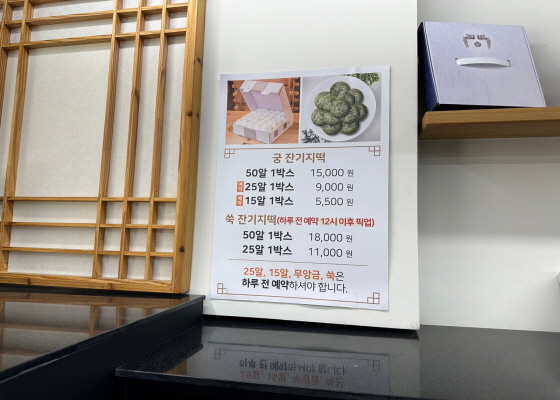 궁 잔기지떡
50알 1박스 15,000 원
25알 1박스 9,000 원
15알 1박스 5,500 원
쑥 잔기지떡(하루 전 예약 12시 이후 픽업)
50알 1박스 18,000 원
25알 1박스 11,000 원
25알, 15알, 무앙금, 쑥은
하루 전 예약하셔야 합니다.